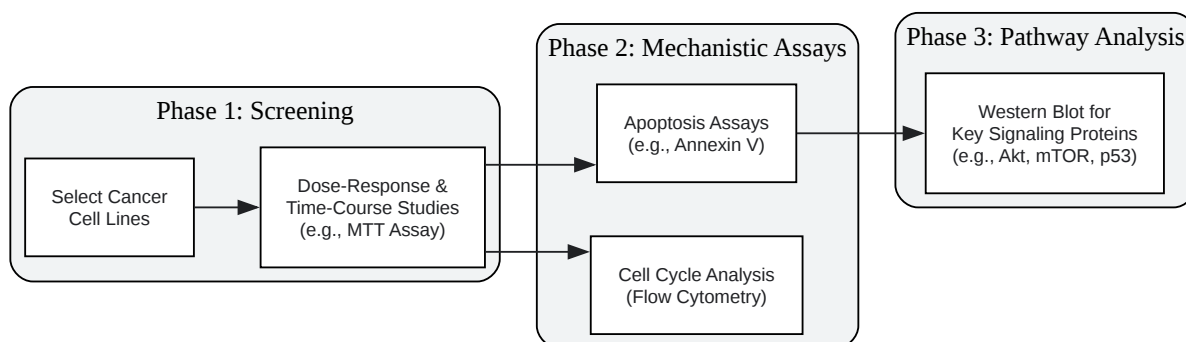 Phase 1: Screening
Select Cancer
Cell Lines
Dose-Response &
Time-Course Studies
(e.g., MTT Assay)
Phase 2: Mechanistic Assays
Apoptosis Assays
(e.g., Annexin V)
Cell Cycle Analysis
(Flow Cytometry)
Phase 3: Pathway Analysis
Western Blot for
Key Signaling Proteins
(e.g., Akt, mTOR, p53)